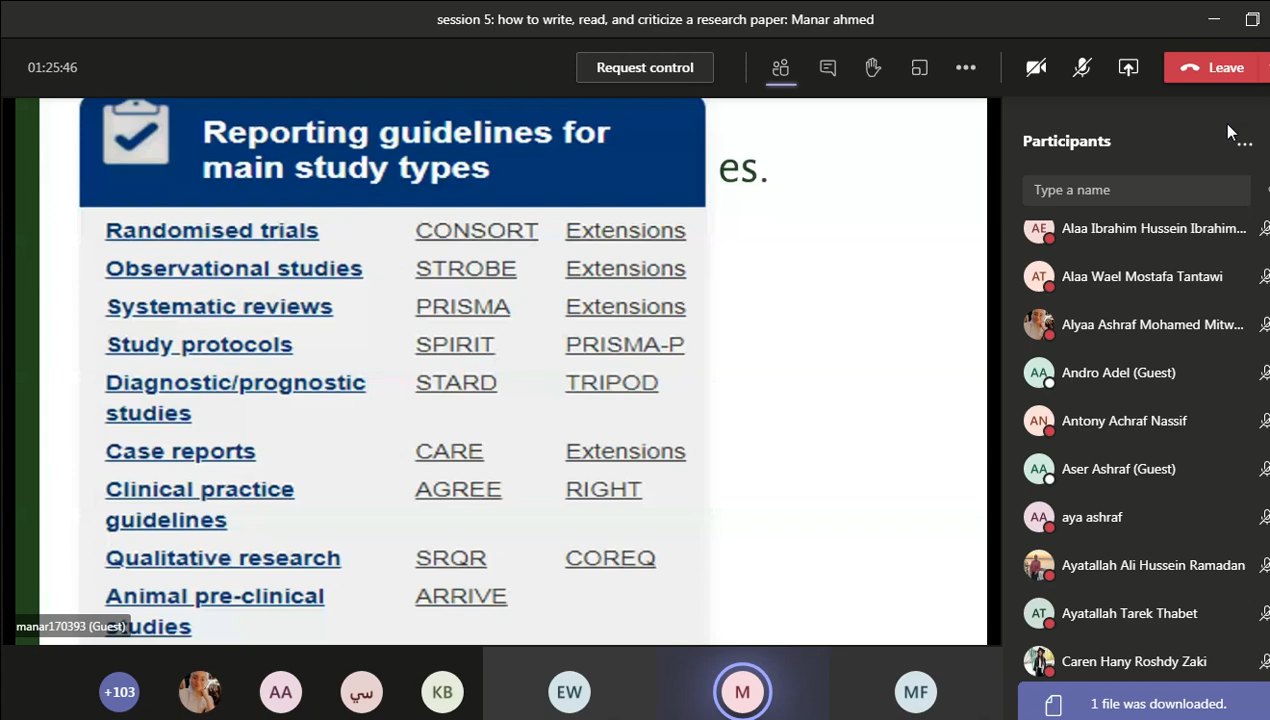 session 5: how to write, read, and criticize a research paper: Manar ahmed
01:25:46
Request control
Leave
Reporting guidelines for
main study types
es.
Randomised trials CONSORT Extensions
Observational studies STROBE Extensions
Systematic reviews PRISMA Extensions
Study protocols SPIRIT PRISMA-P
Diagnostic/prognostic STARD TRIPOD
studies
Case reports CARE Extensions
Clinical practice AGREE RIGHT
guidelines
Qualitative research SRQR COREQ
Animal pre-clinical ARRIVE
studies
manar170393 (Guest)
Participants
Type a name
AE Alaa Ibrahim Hussein Ibrahim...
AT Alaa Wael Mostafa Tantawi
Alyaa Ashraf Mohamed Mitw...
AA Andro Adel (Guest)
AN Antony Achraf Nassif
AA Aser Ashraf (Guest)
AA aya ashraf
Ayatallah Ali Hussein Ramadan
AT Ayatallah Tarek Thabet
Caren Hany Roshdy Zaki
1 file was downloaded.
+103 AA سي KB EW M MF